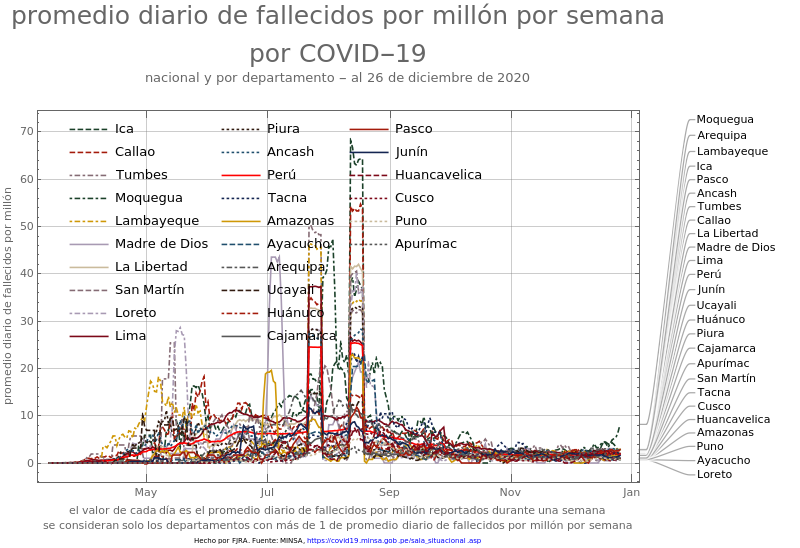 promedio diario de fallecidos por millón por semana
por COVID−19
nacional y por departamento − al 26 de diciembre de 2020
promedio diario de fallecidos por millón
70
60
50
40
30
20
10
0
Ica
Callao
Tumbes
Moquegua
Lambayeque
Madre de Dios
La Libertad
San Martín
Loreto
Lima
Piura
Ancash
Perú
Tacna
Amazonas
Ayacucho
Arequipa
Ucayali
Huánuco
Cajamarca
Pasco
Junín
Huancavelica
Cusco
Puno
Apurímac
Moquegua
Arequipa
Lambayeque
Ica
Pasco
Ancash
Tumbes
Callao
La Libertad
Madre de Dios
Lima
Perú
Junín
Ucayali
Huánuco
Piura
Cajamarca
Apurímac
San Martín
Tacna
Cusco
Huancavelica
Amazonas
Puno
Ayacucho
Loreto
May
Jul
Sep
Nov
Jan
el valor de cada día es el promedio diario de fallecidos por millón reportados durante una semana
se consideran solo los departamentos con más de 1 de promedio diario de fallecidos por millón por semana
Hecho por FJRA. Fuente: MINSA, https://covid19.minsa.gob.pe/sala_situacional .asp